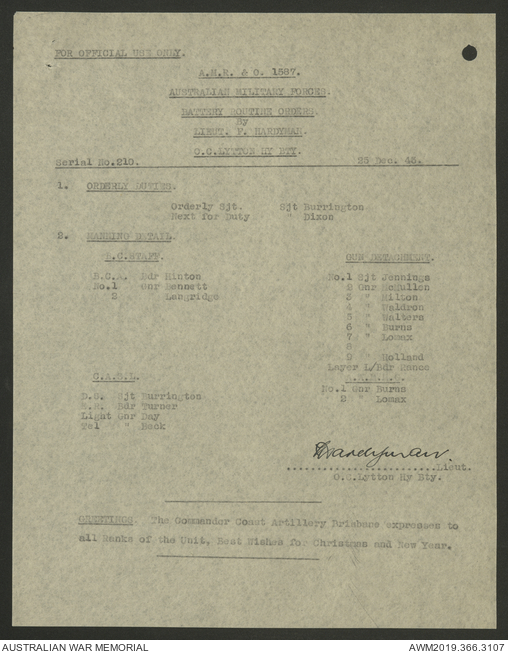 FOR OFFICIAL USE ONLY.
A.M.R. & O. 1887.
AUSTRALIAN MILITARY FORCES.
BATTERY ROUTINE ORDERS.
By
LIEUT. F. HARDYMAN.
O.C.LYTTON HY BTY.
Serial No.210. 25 Dec. 43.
1. ORDERLY DUTIES.
Orderly Sjt. Sjt Burrington
Next for Duty " Dixon
2. MANNING DETAIL.
B.C.STAFF. GUN DETACHMENT.
B.C.A. Bdr Hinton No.1 Sjt Jennings
No.1 Gnr Bennett 2 Gnr McMullen
2 Langridge 3 " Milton
4 " Waldron
5 " Walters
6 " Burns
7 " Lomax
8
9 " Holland
Layer L/Bdr Hance
C.A.S.L.
D.S. Sjt Burrington No.1 Gnr Burns
B.R. Bdr Turner 2 " Lomax
Light Gnr Day
Tel " Heck
Hardyman.
Lieut.
O.C.Lytton Hy Bty.
GREETINGS. The Commander Coast Artillery Brisbane expresses to
all Ranks of the Unit, Best Wishes for Christmas and New Year.
AUSTRALIAN WAR MEMORIAL AWM2019.366.3107